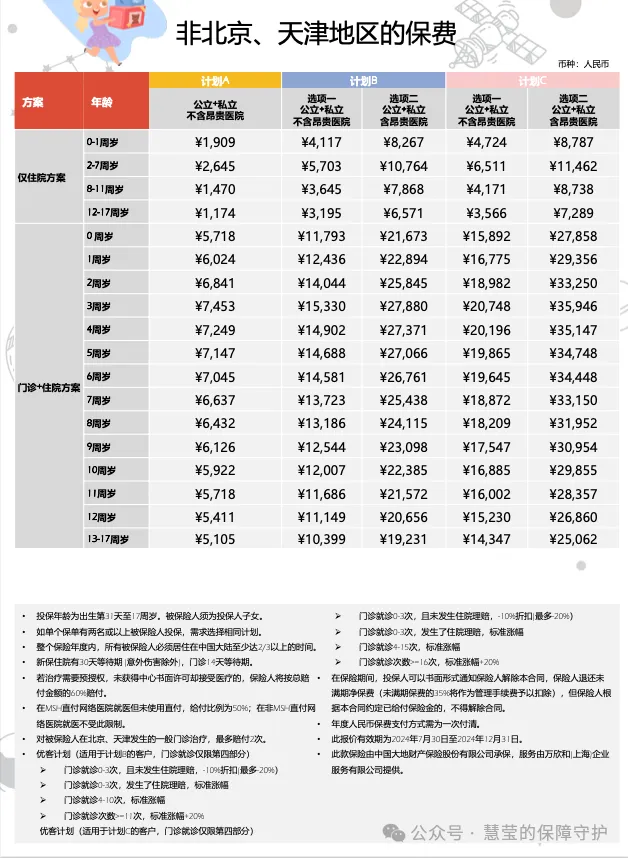 非北京、天津地区的保费
币种：人民币
方案 年龄 计划A 计划B 计划C
公立+私立 不含昂贵医院 选项一 公立+私立 不含昂贵医院 选项二 公立+私立 含昂贵医院 选项一 公立+私立 不含昂贵医院 选项二 公立+私立 含昂贵医院
仅住院方案
0-1周岁 ¥1,909 ¥4,117 ¥8,267 ¥4,724 ¥8,787
2-7周岁 ¥2,645 ¥5,703 ¥10,764 ¥6,511 ¥11,462
8-11周岁 ¥1,470 ¥3,645 ¥7,868 ¥4,171 ¥8,738
12-17周岁 ¥1,174 ¥3,195 ¥6,571 ¥3,566 ¥7,289
门诊+住院方案
0 周岁 ¥5,718 ¥11,793 ¥21,673 ¥15,892 ¥27,858
1周岁 ¥6,024 ¥12,436 ¥22,894 ¥16,775 ¥29,356
2周岁 ¥6,841 ¥14,044 ¥25,845 ¥18,982 ¥33,250
3周岁 ¥7,453 ¥15,330 ¥27,880 ¥20,748 ¥35,946
4周岁 ¥7,249 ¥14,902 ¥27,371 ¥20,196 ¥35,147
5周岁 ¥7,147 ¥14,688 ¥27,066 ¥19,865 ¥34,748
6周岁 ¥7,045 ¥14,581 ¥26,761 ¥19,645 ¥34,448
7周岁 ¥6,637 ¥13,723 ¥25,438 ¥18,872 ¥33,150
8周岁 ¥6,432 ¥13,186 ¥24,115 ¥18,209 ¥31,952
9周岁 ¥6,126 ¥12,544 ¥23,098 ¥17,547 ¥30,954
10周岁 ¥5,922 ¥12,007 ¥22,385 ¥16,885 ¥29,855
11周岁 ¥5,718 ¥11,686 ¥21,572 ¥16,002 ¥28,357
12周岁 ¥5,411 ¥11,149 ¥20,656 ¥15,230 ¥26,860
13-17周岁 ¥5,105 ¥10,399 ¥19,231 ¥14,347 ¥25,062
• 投保年龄为出生第31天至17周岁。被保险人须为投保人子女。
• 如单个保单有两名或以上被保险人投保，需求选择相同计划。
• 整个保险年度内，所有被保险人必须居住在中国大陆至少达2/3以上的时间。
• 新保住院有30天等待期(意外伤害除外)，门诊14天等待期。
• 若治疗需要预授权，未获得中心书面许可却接受医疗的，保险人将按总赔
付金额的60%赔付。
• 在MSH直付网络医院就医但未使用直付，给付比例为50%；在非MSH直付网
络医院就医不受此限制。
• 对被保险人在北京、天津发生的一般门诊治疗，最多赔付2次。
• 优客计划（适用于计划B的客户，门诊就诊仅限第四部分）
➢ 门诊就诊0-3次，且未发生住院理赔，-10%折扣(最多-20%)
➢ 门诊就诊0-3次，发生了住院理赔，标准涨幅
➢ 门诊就诊4-10次，标准涨幅
➢ 门诊就诊次数>=11次，标准涨幅+20%
优客计划（适用于计划C的客户，门诊就诊仅限第四部分）
➢ 门诊就诊0-3次，且未发生住院理赔，-10%折扣(最多-20%)
➢ 门诊就诊0-3次，发生了住院理赔，标准涨幅
➢ 门诊就诊4-15次，标准涨幅
➢ 门诊就诊次数>=16次，标准涨幅+20%
• 在保险期间，投保人可以书面形式通知保险人解除本合同，保险人退还未
满期净保费（未满期保费的35%将作为管理手续费予以扣除），但保险人根
据本合同约定已给付保险金的，不得解除合同。
• 年度人民币保费支付方式需为一次付清。
• 此报价有效期为2024年7月30日至2024年12月31日。
• 此款保险由中国大地财产保险股份有限公司承保，服务由万欣和(上海)企业
服务有限公司提供。
公众号 · 慧莹的保障守护